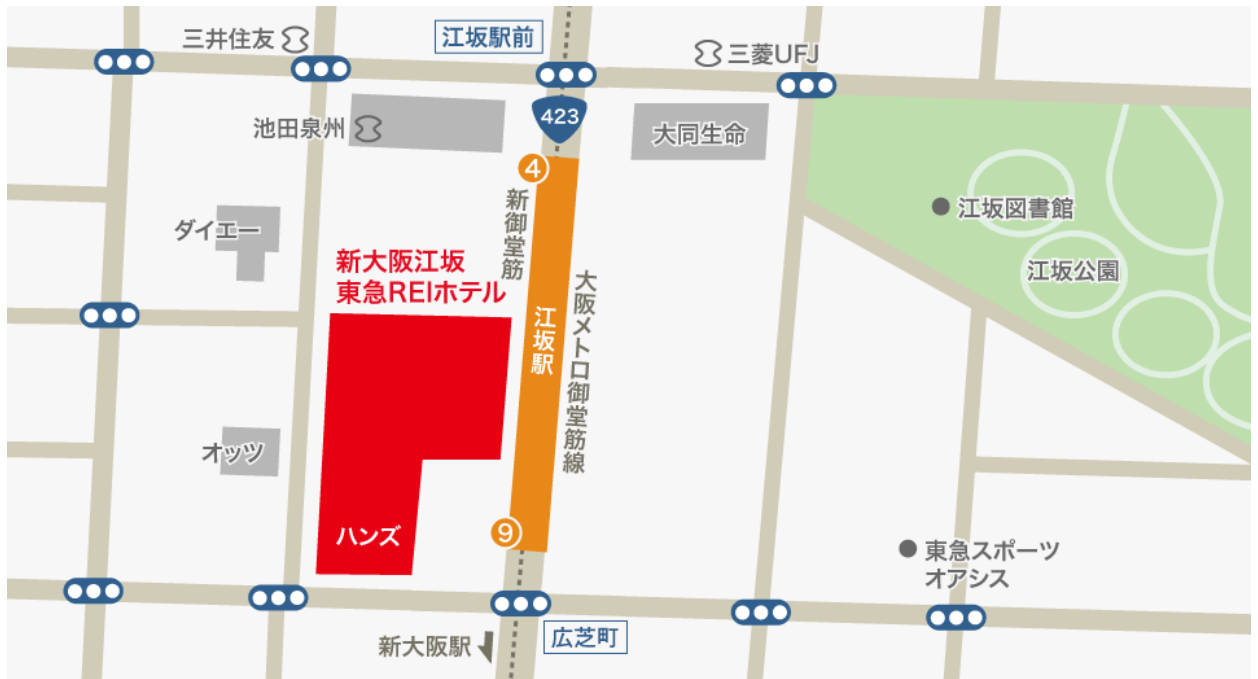 三井住友
江坂駅前
三菱UFJ
423
池田泉州
大同生命
4
新御堂筋
江坂図書館
ダイエー
新大阪江坂
東急REIホテル
江坂公園
大阪メトロ御堂筋線
江坂駅
オッツ
ハンズ
9
東急スポーツ
オアシス
新大阪駅
広芝町